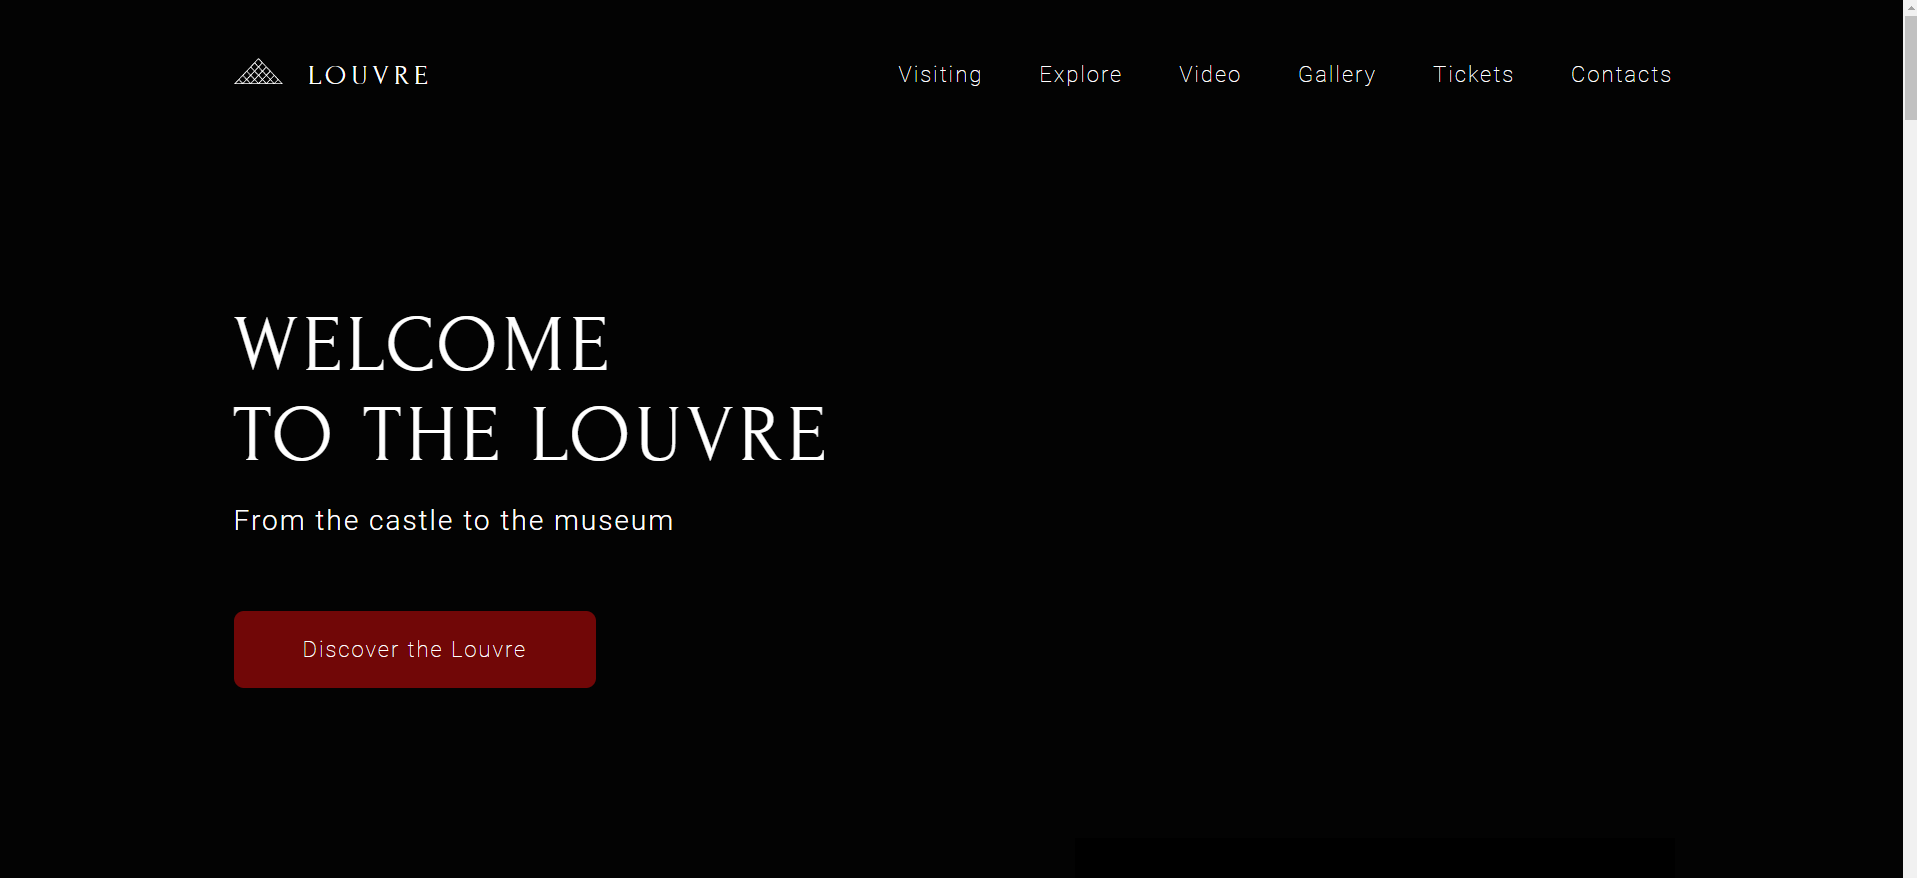 LOUVRE
Visiting Explore Video Gallery Tickets Contacts
WELCOME
TO THE LOUVRE
From the castle to the museum
Discover the Louvre